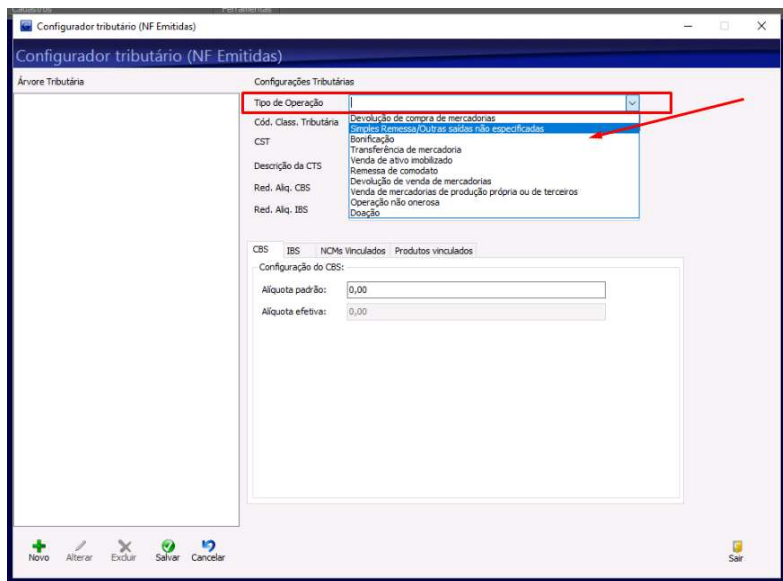 Cadastros Ferramentas
Configurador tributário (NF Emitidas)
Configurador tributário (NF Emitidas)
Árvore Tributária
Configurações Tributárias
Tipo de Operação
Cód. Class. Tributária
CST
Descrição da CTS
Red. Aliq. CBS
Red. Aliq. IBS
Devolução de compra de mercadorias
Simples Remessa/Outras saídas não especificadas
Bonificação
Transferência de mercadoria
Venda de ativo imobilizado
Remessa de comodato
Devolução de venda de mercadorias
Venda de mercadorias de produção própria ou de terceiros
Operação não onerosa
Doação
CBS IBS NCMs Vinculados Produtos vinculados
Configuração do CBS:
Alíquota padrão: 0,00
Alíquota efetiva: 0,00
Novo Alterar Excluir Salvar Cancelar Sair